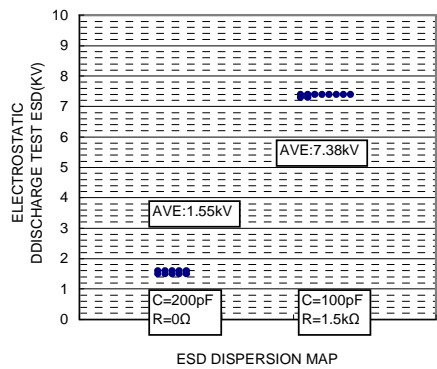 ELECTROSTATIC
DDISCHARGE TEST ESD(KV)
10
9
8
7
6
5
4
3
2
1
0
AVE:7.38kV
AVE:1.55kV
C=200pF
R=0Ω
C=100pF
R=1.5kΩ
ESD DISPERSION MAP